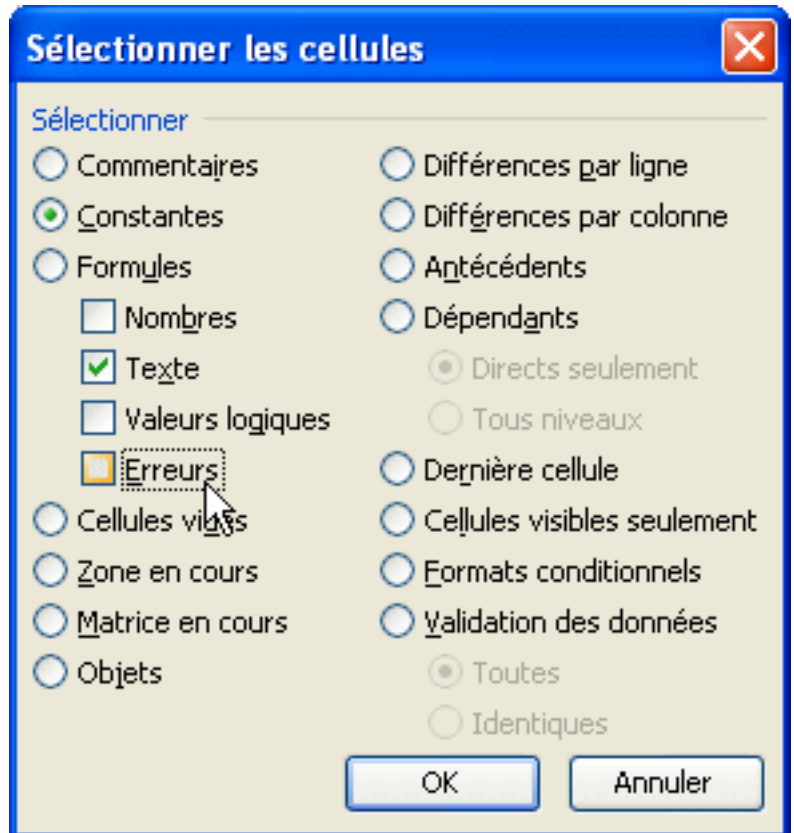 Sélectionner les cellules
Sélectionner
Commentaires
Constantes
Formules
Nombres
Texte
Valeurs logiques
Erreurs
Cellules vides
Zone en cours
Matrice en cours
Objets
Différences par ligne
Différences par colonne
Antécédents
Dépendants
Directs seulement
Tous niveaux
Dernière cellule
Cellules visibles seulement
Formats conditionnels
Validation des données
Toutes
Identiques
OK
Annuler